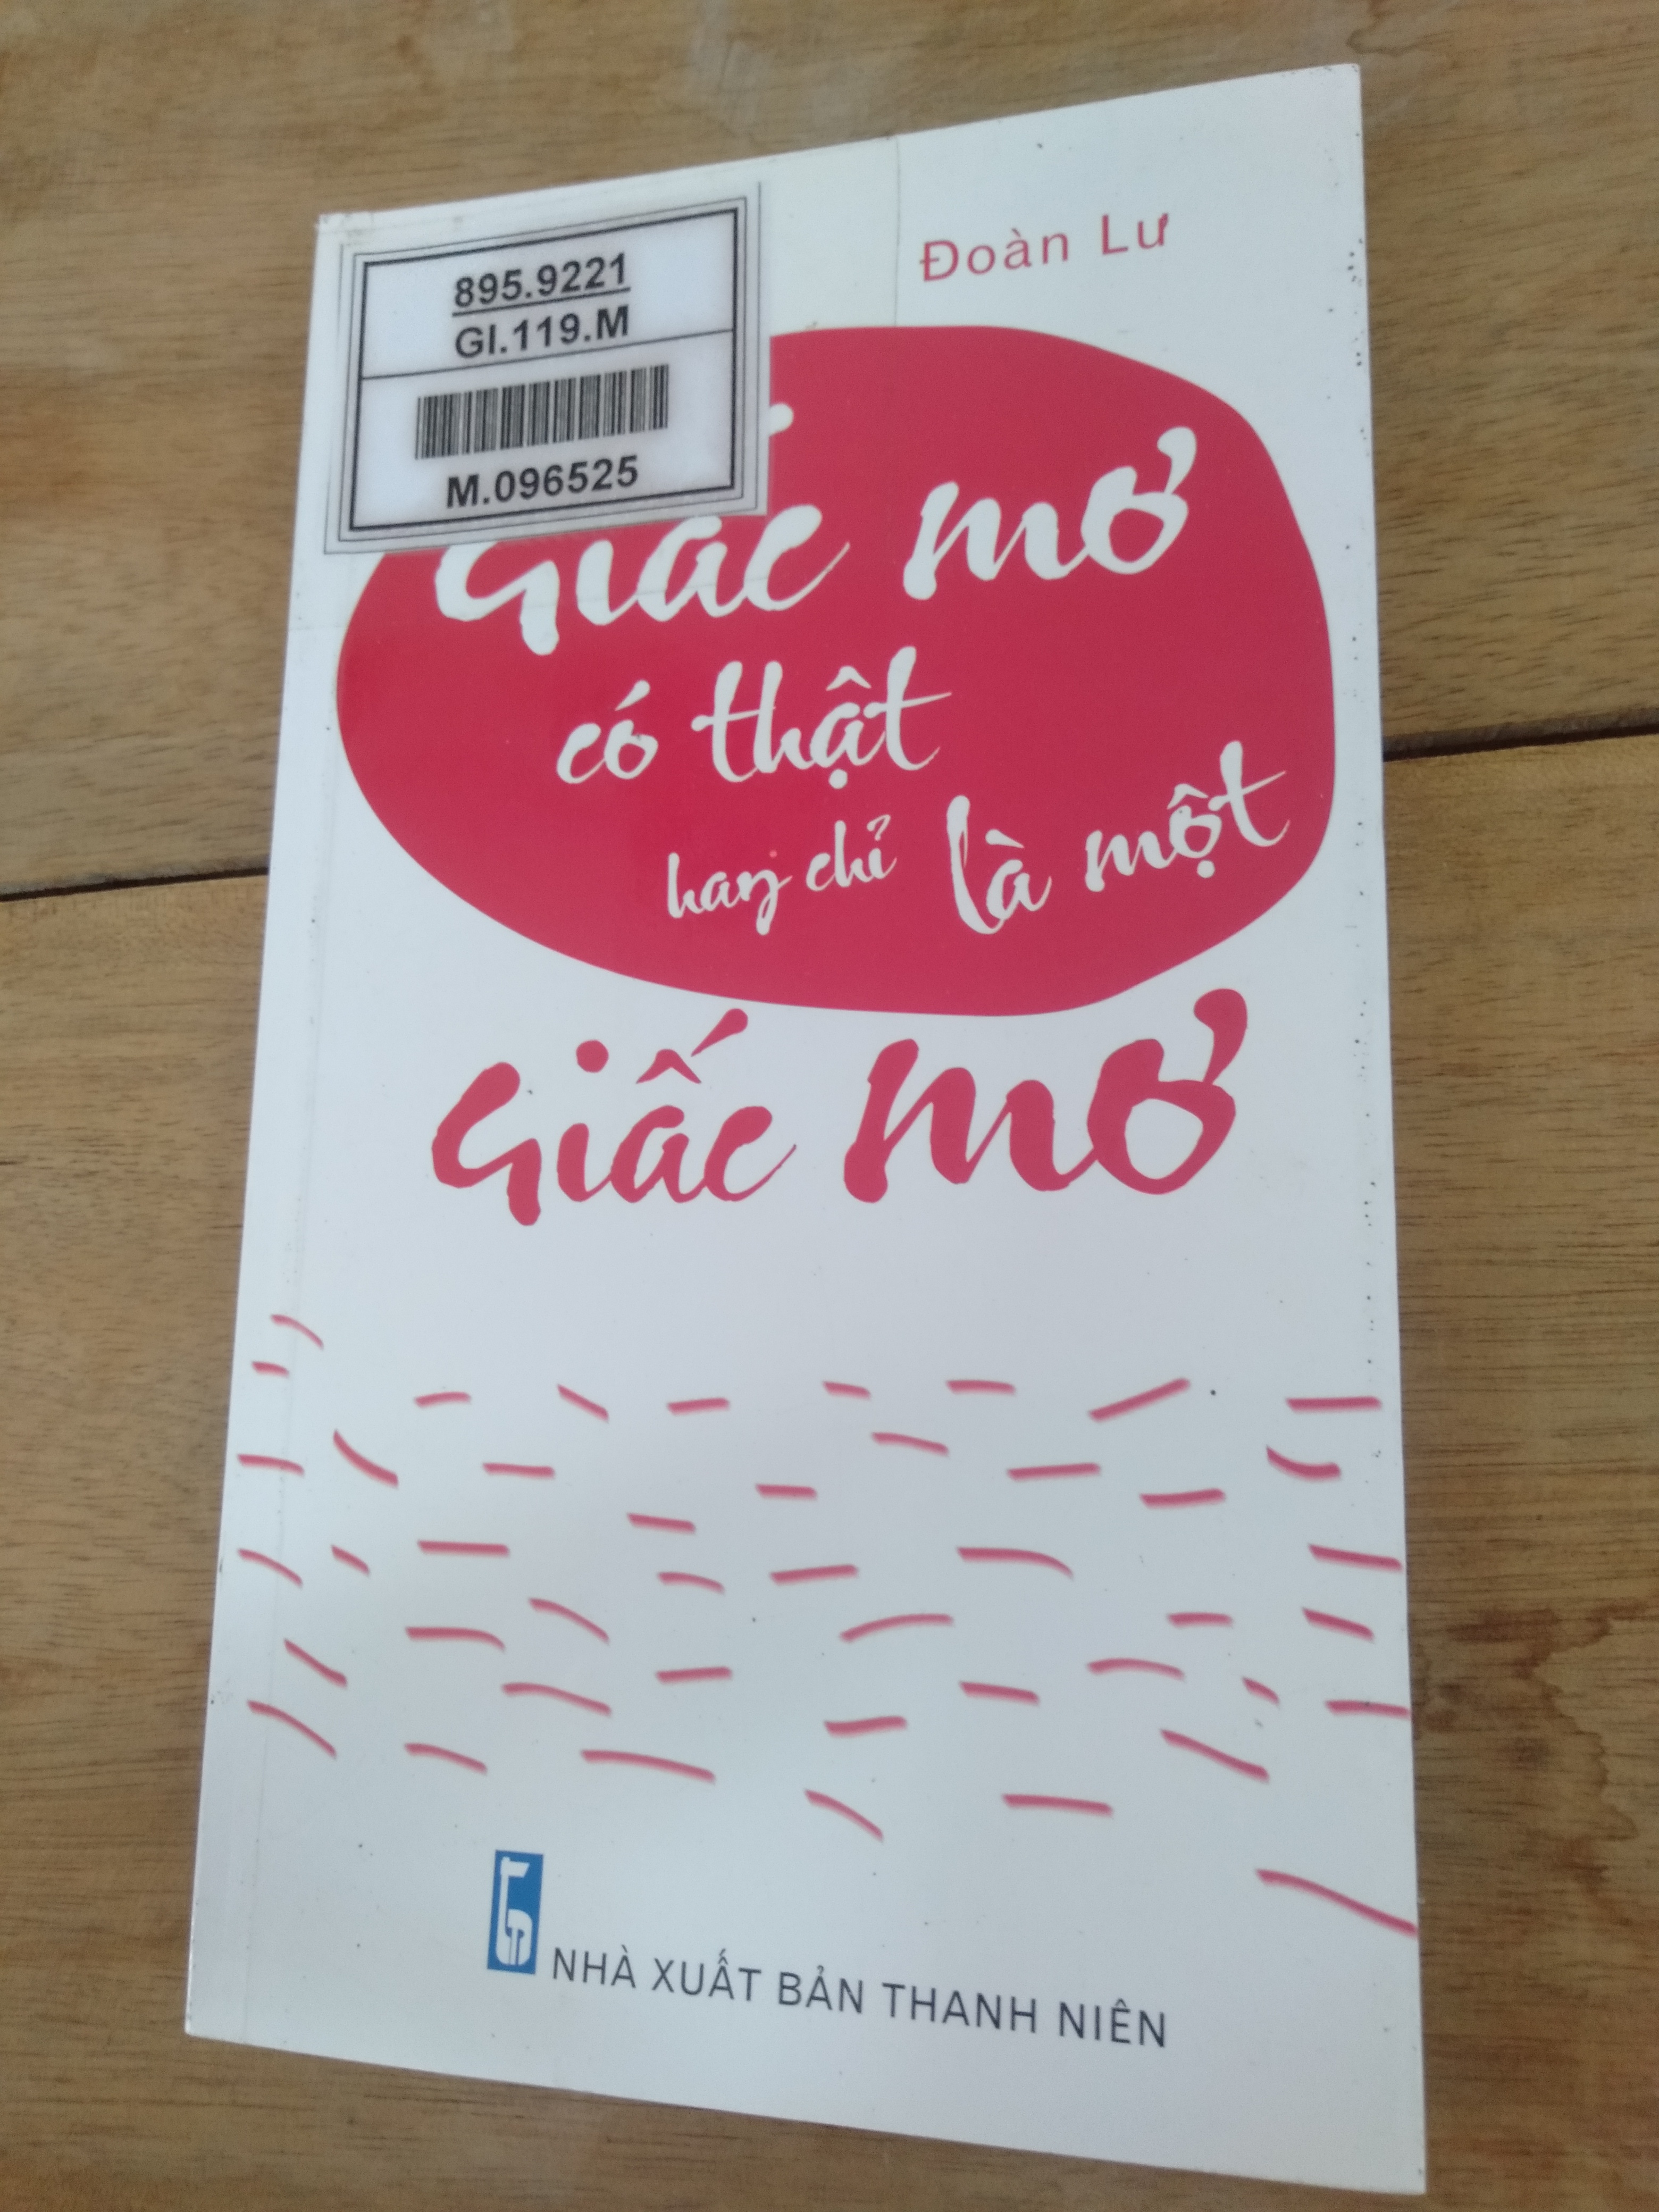 895.9221
GI.119.M
M.096525
Đoàn Lư
Giấc mơ
có thật
hay chỉ là một
Giấc mơ
NHÀ XUẤT BẢN THANH NIÊN